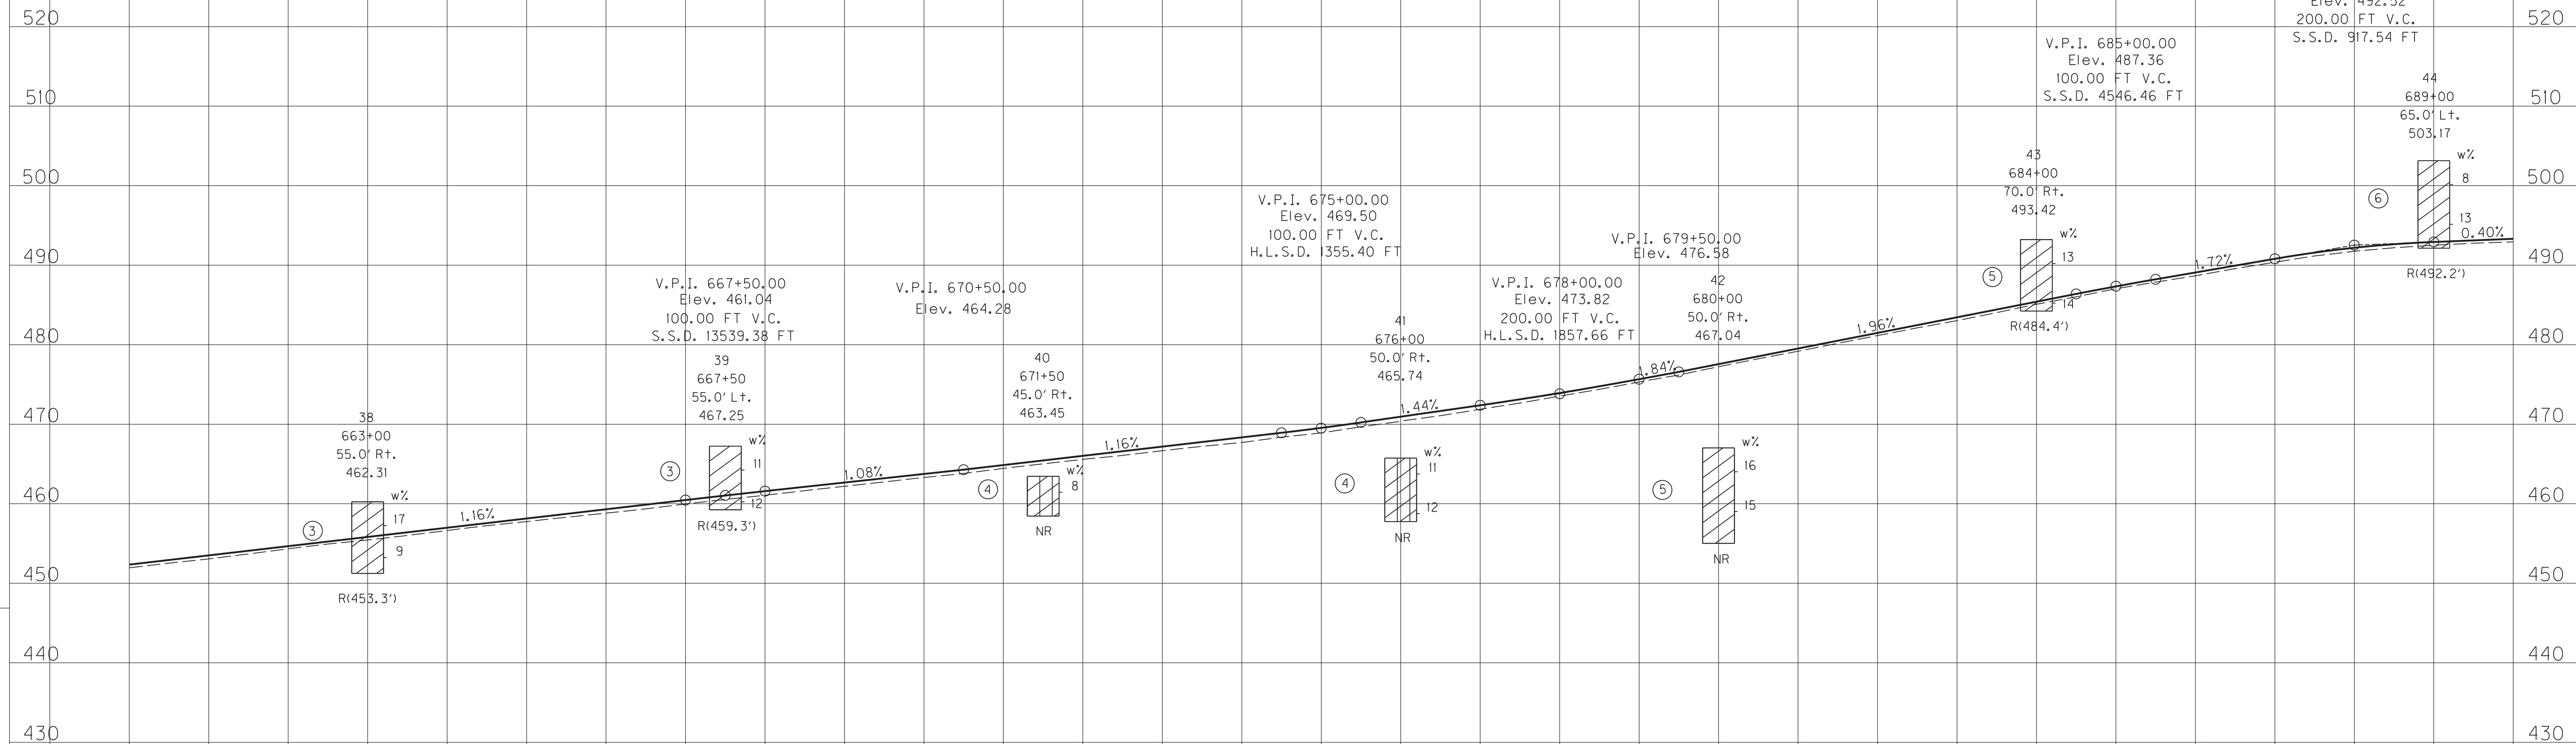 520
510
500
490
480
470
460
450
440
430
38
663+00
55.0' Rt.
462.31
w%
17
9
3
R(453.3')
1.16%
V.P.I. 667+50.00
Elev. 461.04
100.00 FT V.C.
S.S.D. 13539.38 FT
39
667+50
55.0' Lt.
467.25
w%
11
12
3
R(459.3')
1.08%
V.P.I. 670+50.00
Elev. 464.28
40
671+50
45.0' Rt.
463.45
w%
8
4
NR
1.16%
V.P.I. 675+00.00
Elev. 469.50
100.00 FT V.C.
H.L.S.D. 1355.40 FT
41
676+00
50.0' Rt.
465.74
w%
11
12
4
NR
1.44%
V.P.I. 678+00.00
Elev. 473.82
200.00 FT V.C.
H.L.S.D. 1857.66 FT
1.84%
V.P.I. 679+50.00
Elev. 476.58
42
680+00
50.0' Rt.
467.04
w%
16
15
5
NR
1.96%
43
684+00
70.0' Rt.
493.42
w%
13
14
5
R(484.4')
V.P.I. 685+00.00
Elev. 487.36
100.00 FT V.C.
S.S.D. 4546.46 FT
1.72%
Elev. 492.52
200.00 FT V.C.
S.S.D. 917.54 FT
44
689+00
65.0' Lt.
503.17
w%
8
13
6
0.40%
R(492.2')
520
510
500
490
480
470
460
450
440
430